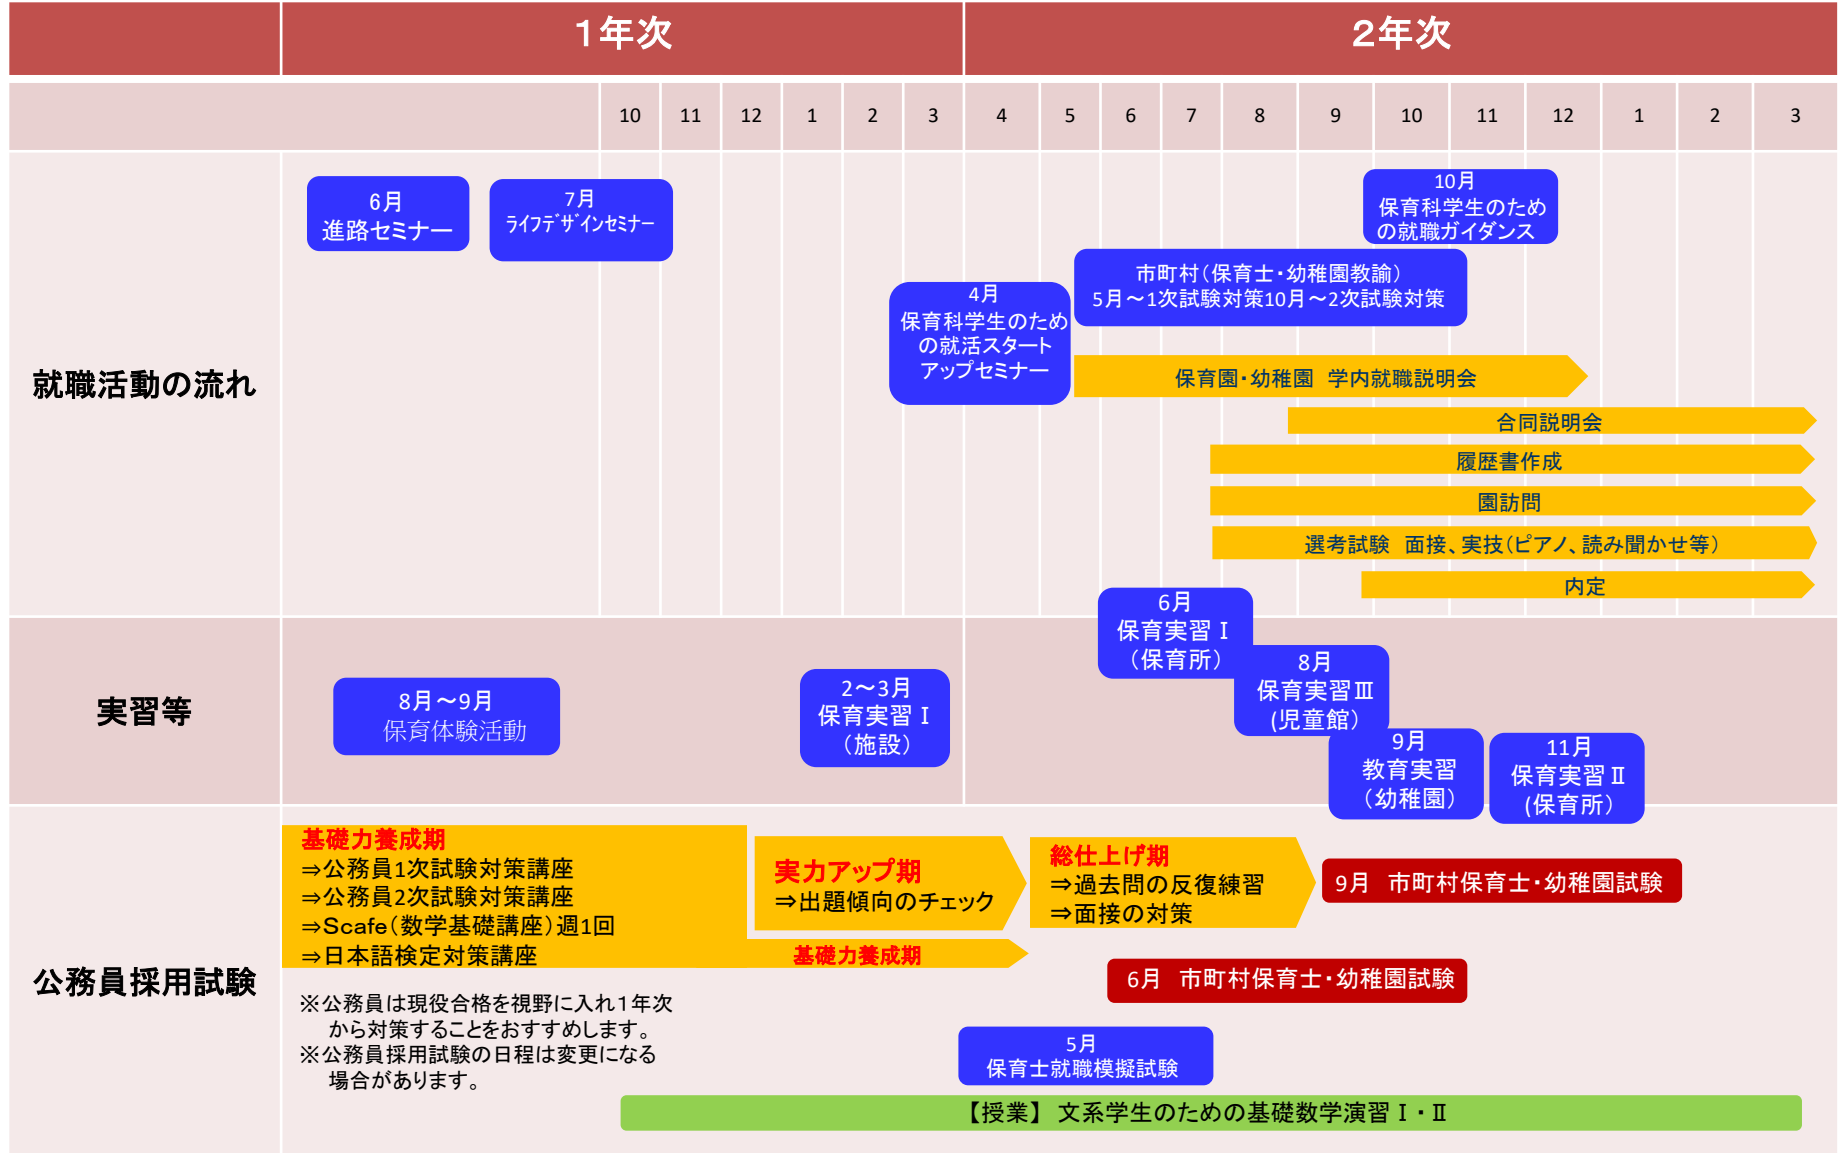 1年次
2年次
10 11 12 1 2 3 4 5 6 7 8 9 10 11 12 1 2 3
就職活動の流れ
6月
進路セミナー
7月
ﾗｲﾌﾃﾞｻﾞｲﾝｾﾐﾅｰ
10月
保育科学生のため
の就職ガイダンス
市町村（保育士・幼稚園教諭）
5月～1次試験対策10月～2次試験対策
4月
保育科学生のため
の就活スタート
アップセミナー
保育園・幼稚園 学内就職説明会
合同説明会
履歴書作成
園訪問
選考試験 面接、実技（ピアノ、読み聞かせ等）
内定
実習等
8月～9月
保育体験活動
2～3月
保育実習Ⅰ
（施設）
6月
保育実習Ⅰ
（保育所）
8月
保育実習Ⅲ
(児童館）
9月
教育実習
（幼稚園）
11月
保育実習Ⅱ
(保育所）
公務員採用試験
基礎力養成期
⇒公務員1次試験対策講座
⇒公務員2次試験対策講座
⇒Scafe（数学基礎講座）週1回
⇒日本語検定対策講座
基礎力養成期
実力アップ期
⇒出題傾向のチェック
総仕上げ期
⇒過去問の反復練習
⇒面接の対策
9月 市町村保育士・幼稚園試験
6月 市町村保育士・幼稚園試験
※公務員は現役合格を視野に入れ１年次
から対策することをおすすめします。
※公務員採用試験の日程は変更になる
場合があります。
5月
保育士就職模擬試験
【授業】 文系学生のための基礎数学演習Ⅰ・Ⅱ